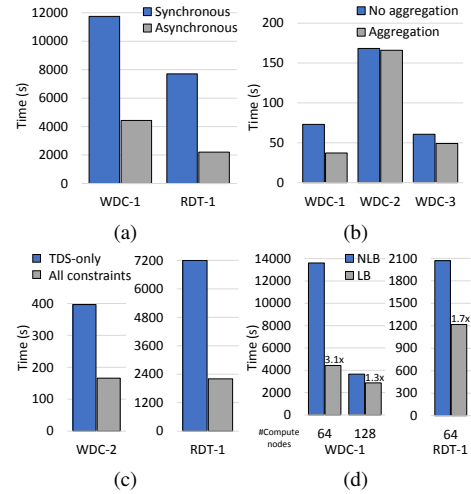 12000
10000
8000
6000
4000
2000
0
Time (s)
Synchronous
Asynchronous
WDC-1 RDT-1
(a)
200
150
100
50
0
Time (s)
No aggregation
Aggregation
WDC-1 WDC-2 WDC-3
(b)
TDS-only
All constraints
400
300
200
100
0
Time (s)
WDC-2
7200
6000
4800
3600
2400
1200
0
RDT-1
(c)
14000
12000
10000
8000
6000
4000
2000
0
Time (s)
NLB
LB
3.1x
1.3x
#Compute
nodes
64 128
WDC-1
2100
1800
1500
1200
900
600
300
0
1.7x
64
RDT-1
(d)